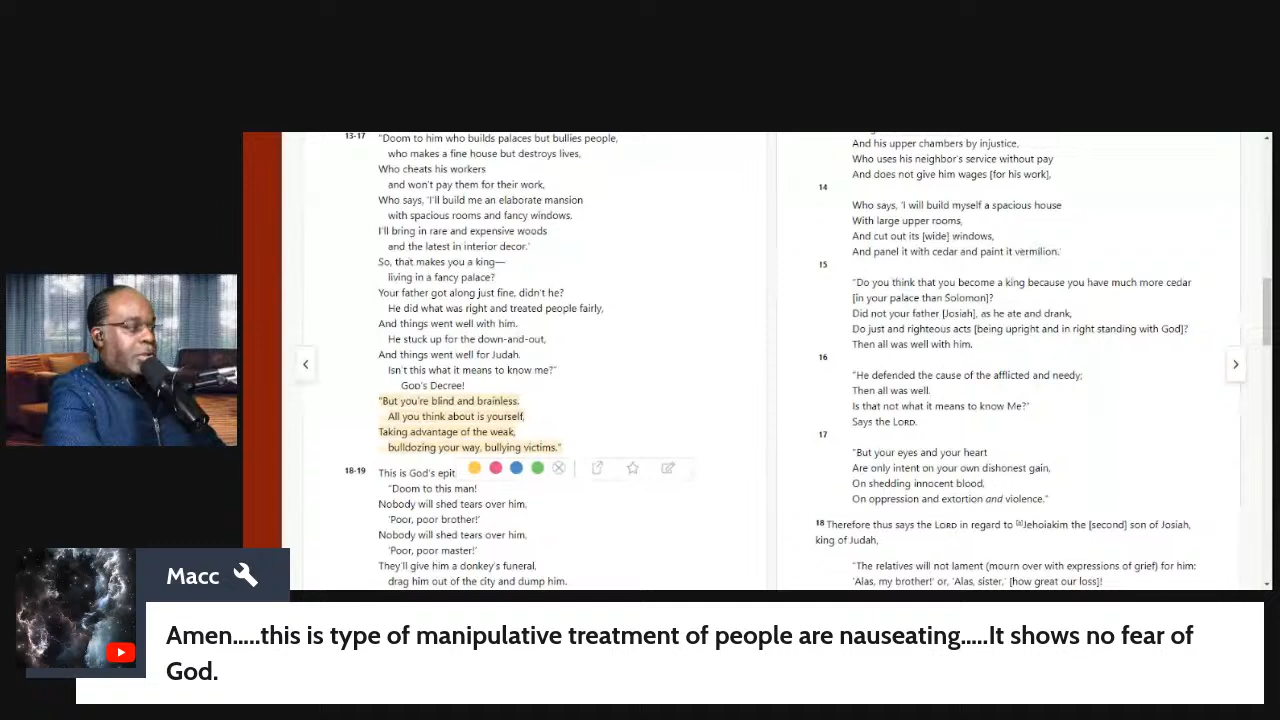 13-17 "Doom to him who builds palaces but bullies people,
who makes a fine house but destroys lives,
Who cheats his workers
and won't pay them for their work,
Who says, 'I'll build me an elaborate mansion
with spacious rooms and fancy windows.
I'll bring in rare and expensive woods
and the latest in interior decor.'
So, that makes you a king—
living in a fancy palace?
Your father got along just fine, didn't he?
He did what was right and treated people fairly,
And things went well with him.
He stuck up for the down-and-out,
And things went well for Judah.
Isn't this what it means to know me?"
GOD's Decree!
"But you're blind and brainless.
All you think about is yourself,
Taking advantage of the weak,
bulldozing your way, bullying victims."
18-19 This is God's epit
"Doom to this man!
Nobody will shed tears over him,
'Poor, poor brother!'
Nobody will shed tears over him,
'Poor, poor master!'
They'll give him a donkey's funeral,
drag him out of the city and dump him.
And his upper chambers by injustice,
Who uses his neighbor's service without pay
And does not give him wages [for his work],
14
Who says, 'I will build myself a spacious house
With large upper rooms,
And cut out its [wide] windows,
And panel it with cedar and paint it vermilion.'
15
"Do you think that you become a king because you have much more cedar
[in your palace than Solomon]?
Did not your father [Josiah], as he ate and drank,
Do just and righteous acts [being upright and in right standing with God]?
Then all was well with him.
16
"He defended the cause of the afflicted and needy;
Then all was well.
Is that not what it means to know Me?"
Says the LORD.
17
"But your eyes and your heart
Are only intent on your own dishonest gain,
On shedding innocent blood,
On oppression and extortion and violence."
18 Therefore thus says the LORD in regard to Jehoiakim the [second] son of Josiah,
king of Judah,
"The relatives will not lament (mourn over with expressions of grief) for him:
'Alas, my brother!' or, 'Alas, sister,' [how great our loss]!
Macc
Amen.....this is type of manipulative treatment of people are nauseating.....It shows no fear of
God.